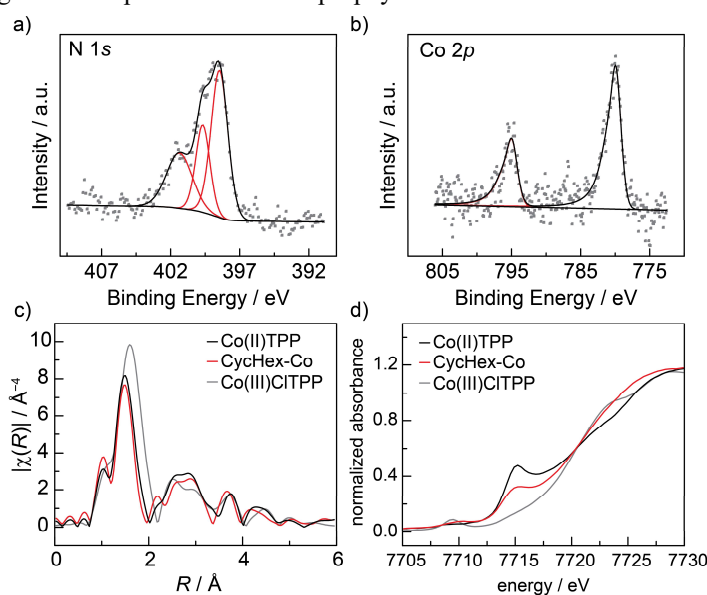 a)
N 1s
Intensity / a.u.
407 402 397 392
Binding Energy / eV
b)
Co 2p
Intensity / a.u.
805 795 785 775
Binding Energy / eV
c)
Co(II)TPP
CycHex-Co
Co(III)ClTPP
|χ(R)| / Å⁻⁴
10
8
6
4
2
0
0 2 4 6
R / Å
d)
Co(II)TPP
CycHex-Co
Co(III)ClTPP
normalized absorbance
1.2
0.4
0.0
7705 7710 7715 7720 7725 7730
energy / eV